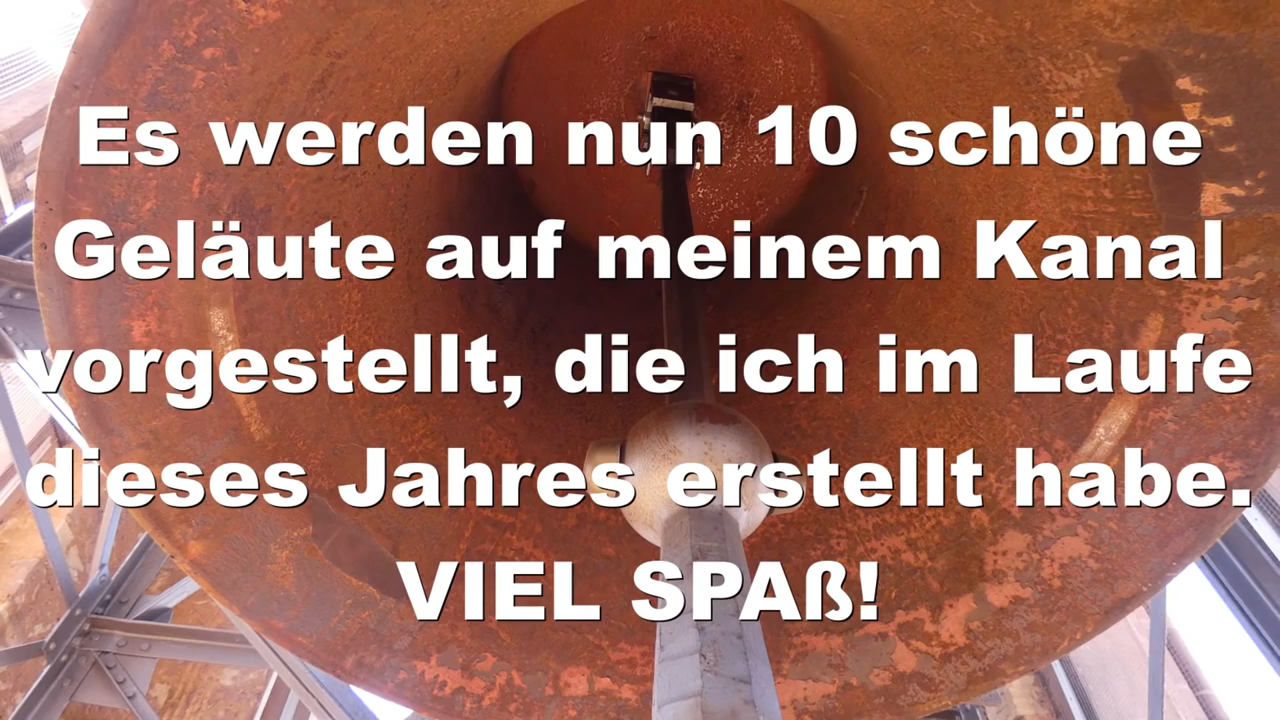 Es werden nun 10 schöne
Geläute auf meinem Kanal
vorgestellt, die ich im Laufe
dieses Jahres erstellt habe.
VIEL SPAß!